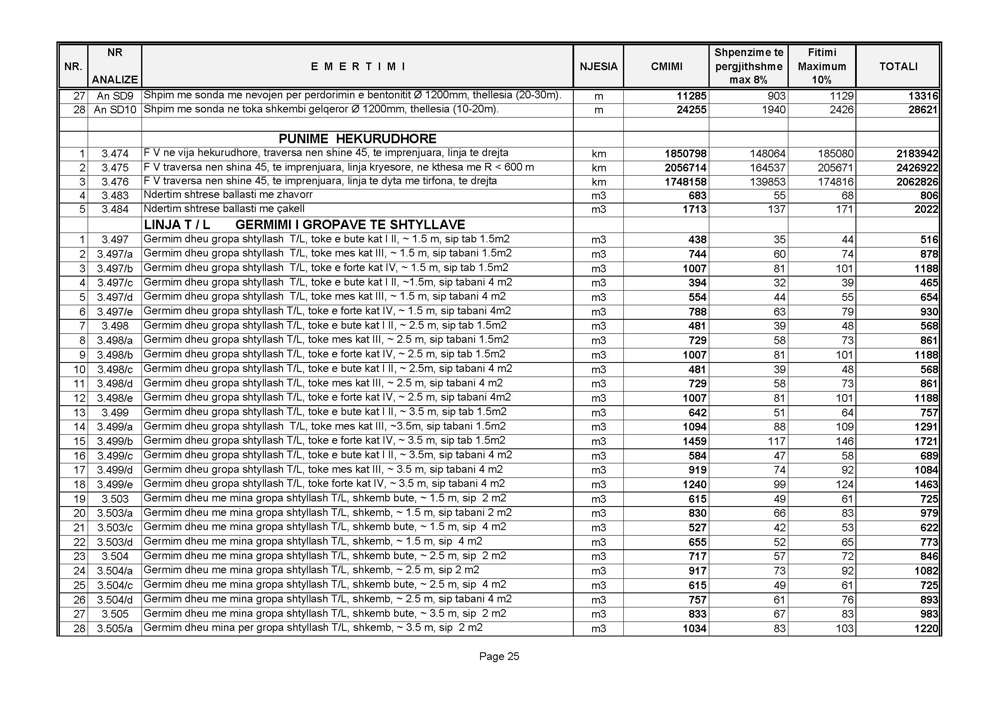 NR. NR ANALIZE E M E R T I M I NJESIA CMIMI Shpenzime te pergjithshme max 8% Fitimi Maximum 10% TOTALI
27 An SD9 Shpim me sonda me nevojen per perdorimin e bentonitit Ø 1200mm, thellesia (20-30m). m 11285 903 1129 13316
28 An SD10 Shpim me sonda ne toka shkembi gelqeror Ø 1200mm, thellesia (10-20m). m 24255 1940 2426 28621
PUNIME HEKURUDHORE
1 3.474 F V ne vija hekurudhore, traversa nen shine 45, te imprenjuara, linja te drejta km 1850798 148064 185080 2183942
2 3.475 F V traversa nen shina 45, te imprenjuara, linja kryesore, ne kthesa me R < 600 m km 2056714 164537 205671 2426922
3 3.476 F V traversa nen shine 45, te imprenjuara, linja te dyta me tirfona, te drejta km 1748158 139853 174816 2062826
4 3.483 Ndertim shtrese ballasti me zhavorr m3 683 55 68 806
5 3.484 Ndertim shtrese ballasti me çakell m3 1713 137 171 2022
LINJA T / L GERMIMI I GROPAVE TE SHTYLLAVE
1 3.497 Germim dheu gropa shtyllash T/L, toke e bute kat I II, ~ 1.5 m, sip tab 1.5m2 m3 438 35 44 516
2 3.497/a Germim dheu gropa shtyllash T/L, toke mes kat III, ~ 1.5 m, sip tabani 1.5m2 m3 744 60 74 878
3 3.497/b Germim dheu gropa shtyllash T/L, toke e forte kat IV, ~ 1.5 m, sip tab 1.5m2 m3 1007 81 101 1188
4 3.497/c Germim dheu gropa shtyllash T/L, toke e bute kat I II, ~1.5m, sip tabani 4 m2 m3 394 32 39 465
5 3.497/d Germim dheu gropa shtyllash T/L, toke mes kat III, ~ 1.5 m, sip tabani 4 m2 m3 554 44 55 654
6 3.497/e Germim dheu gropa shtyllash T/L, toke e forte kat IV, ~ 1.5 m, sip tabani 4m2 m3 788 63 79 930
7 3.498 Germim dheu gropa shtyllash T/L, toke e bute kat I II, ~ 2.5 m, sip tab 1.5m2 m3 481 39 48 568
8 3.498/a Germim dheu gropa shtyllash T/L, toke mes kat III, ~ 2.5 m, sip tabani 1.5m2 m3 729 58 73 861
9 3.498/b Germim dheu gropa shtyllash T/L, toke e forte kat IV, ~ 2.5 m, sip tab 1.5m2 m3 1007 81 101 1188
10 3.498/c Germim dheu gropa shtyllash T/L, toke e bute kat I II, ~ 2.5m, sip tabani 4 m2 m3 481 39 48 568
11 3.498/d Germim dheu gropa shtyllash T/L, toke mes kat III, ~ 2.5 m, sip tabani 4 m2 m3 729 58 73 861
12 3.498/e Germim dheu gropa shtyllash T/L, toke e forte kat IV, ~ 2.5 m, sip tabani 4m2 m3 1007 81 101 1188
13 3.499 Germim dheu gropa shtyllash T/L, toke e bute kat I II, ~ 3.5 m, sip tab 1.5m2 m3 642 51 64 757
14 3.499/a Germim dheu gropa shtyllash T/L, toke mes kat III, ~3.5m, sip tabani 1.5m2 m3 1094 88 109 1291
15 3.499/b Germim dheu gropa shtyllash T/L, toke e forte kat IV, ~ 3.5 m, sip tab 1.5m2 m3 1459 117 146 1721
16 3.499/c Germim dheu gropa shtyllash T/L, toke e bute kat I II, ~ 3.5m, sip tabani 4 m2 m3 584 47 58 689
17 3.499/d Germim dheu gropa shtyllash T/L, toke mes kat III, ~ 3.5 m, sip tabani 4 m2 m3 919 74 92 1084
18 3.499/e Germim dheu gropa shtyllash T/L, toke forte kat IV, ~ 3.5 m, sip tabani 4 m2 m3 1240 99 124 1463
19 3.503 Germim dheu me mina gropa shtyllash T/L, shkemb bute, ~ 1.5 m, sip 2 m2 m3 615 49 61 725
20 3.503/a Germim dheu me mina gropa shtyllash T/L, shkemb, ~ 1.5 m, sip tabani 2 m2 m3 830 66 83 979
21 3.503/c Germim dheu me mina gropa shtyllash T/L, shkemb bute, ~ 1.5 m, sip 4 m2 m3 527 42 53 622
22 3.503/d Germim dheu me mina gropa shtyllash T/L, shkemb, ~ 1.5 m, sip 4 m2 m3 655 52 65 773
23 3.504 Germim dheu me mina gropa shtyllash T/L, shkemb bute, ~ 2.5 m, sip 2 m2 m3 717 57 72 846
24 3.504/a Germim dheu me mina gropa shtyllash T/L, shkemb, ~ 2.5 m, sip 2 m2 m3 917 73 92 1082
25 3.504/c Germim dheu me mina gropa shtyllash T/L, shkemb bute, ~ 2.5 m, sip 4 m2 m3 615 49 61 725
26 3.504/d Germim dheu me mina gropa shtyllash T/L, shkemb, ~ 2.5 m, sip tabani 4 m2 m3 757 61 76 893
27 3.505 Germim dheu me mina gropa shtyllash T/L, shkemb bute, ~ 3.5 m, sip 2 m2 m3 833 67 83 983
28 3.505/a Germim dheu mina per gropa shtyllash T/L, shkemb, ~ 3.5 m, sip 2 m2 m3 1034 83 103 1220
Page 25